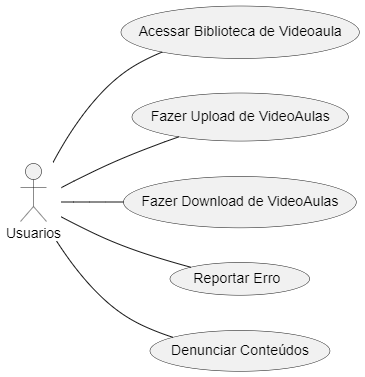 Acessar Biblioteca de Videoaula
Fazer Upload de VideoAulas
Fazer Download de VideoAulas
Usuarios
Reportar Erro
Denunciar Conteúdos